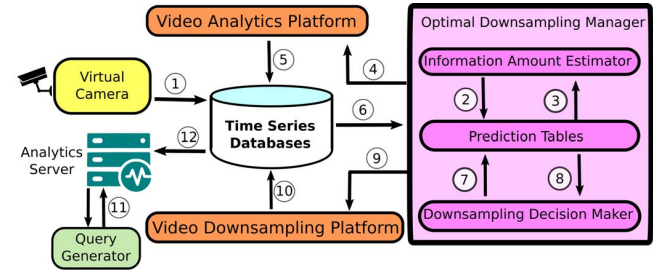 Video Analytics Platform
Optimal Downsampling Manager
Information Amount Estimator
Virtual
Camera
1
5
4
2
3
6
Time Series
Databases
Prediction Tables
12
Analytics
Server
9
7
8
10
11
Video Downsampling Platform
Downsampling Decision Maker
Query
Generator